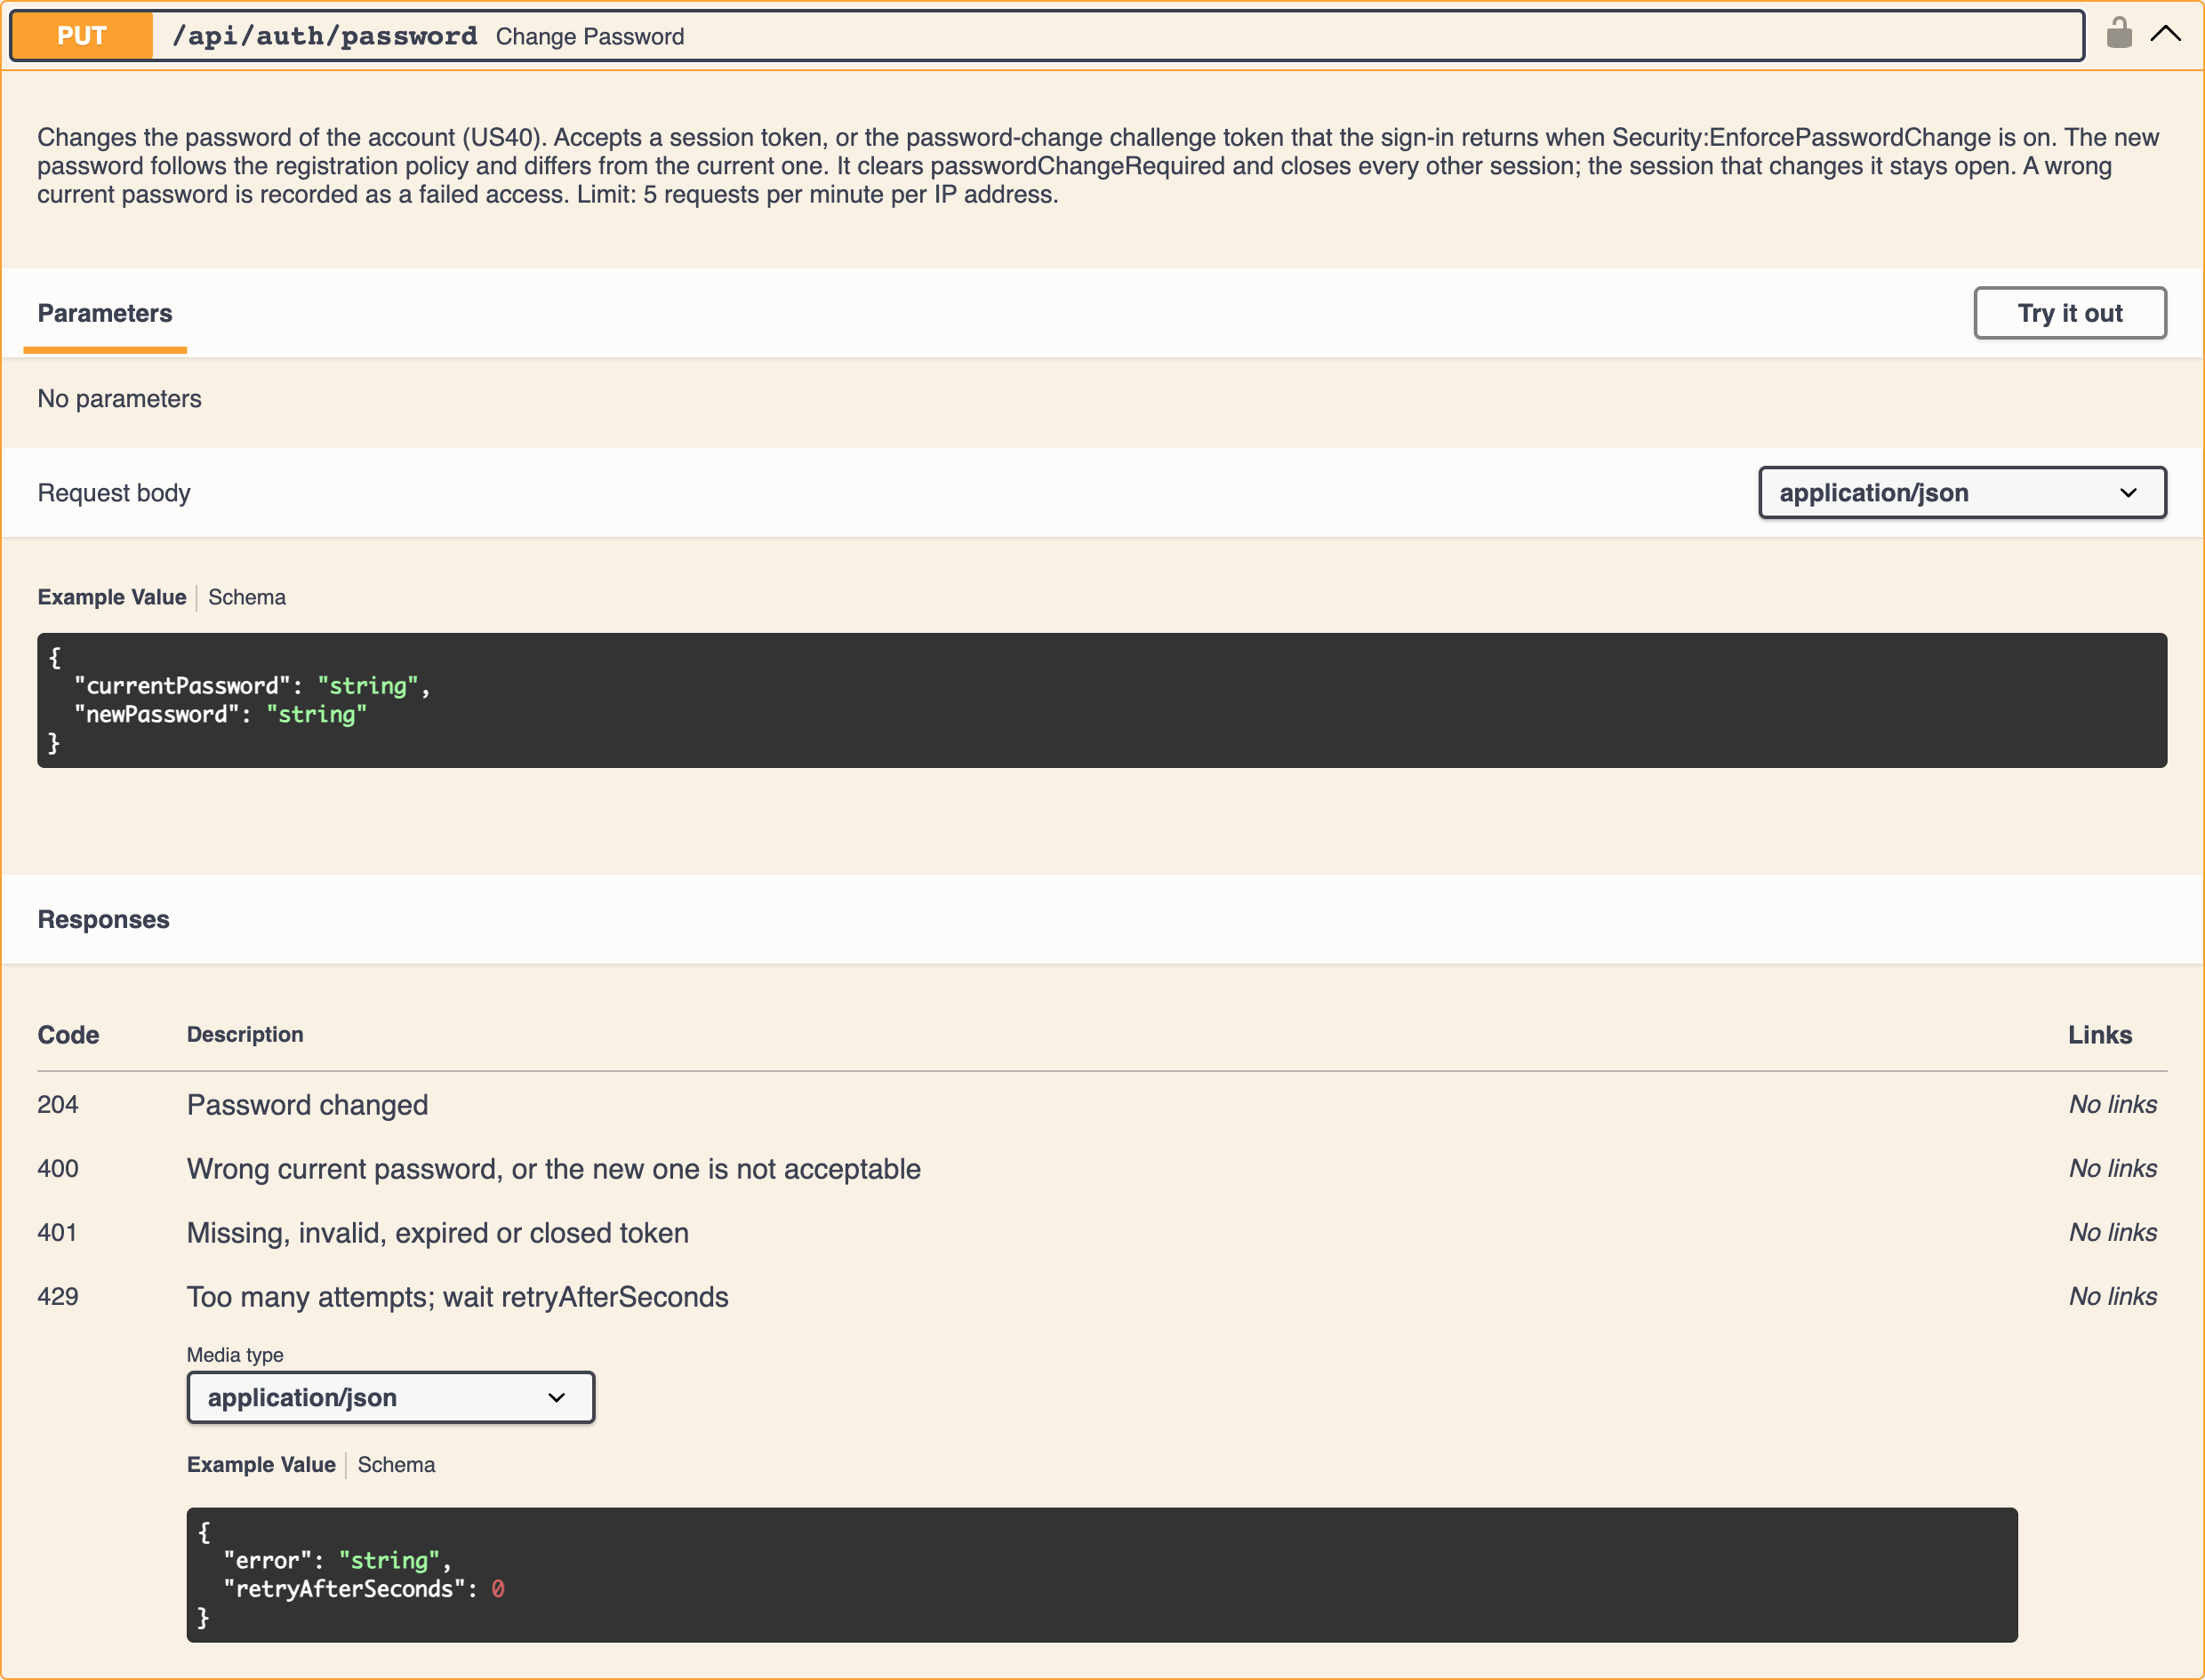 PUT /api/auth/password Change Password
Changes the password of the account (US40). Accepts a session token, or the password-change challenge token that the sign-in returns when Security:EnforcePasswordChange is on. The new
password follows the registration policy and differs from the current one. It clears passwordChangeRequired and closes every other session; the session that changes it stays open. A wrong
current password is recorded as a failed access. Limit: 5 requests per minute per IP address.
Parameters Try it out
No parameters
Request body application/json
Example Value Schema
{
  "currentPassword": "string",
  "newPassword": "string"
}
Responses
Code Description Links
204 Password changed No links
400 Wrong current password, or the new one is not acceptable No links
401 Missing, invalid, expired or closed token No links
429 Too many attempts; wait retryAfterSeconds No links
Media type
application/json
Example Value Schema
{
  "error": "string",
  "retryAfterSeconds": 0
}